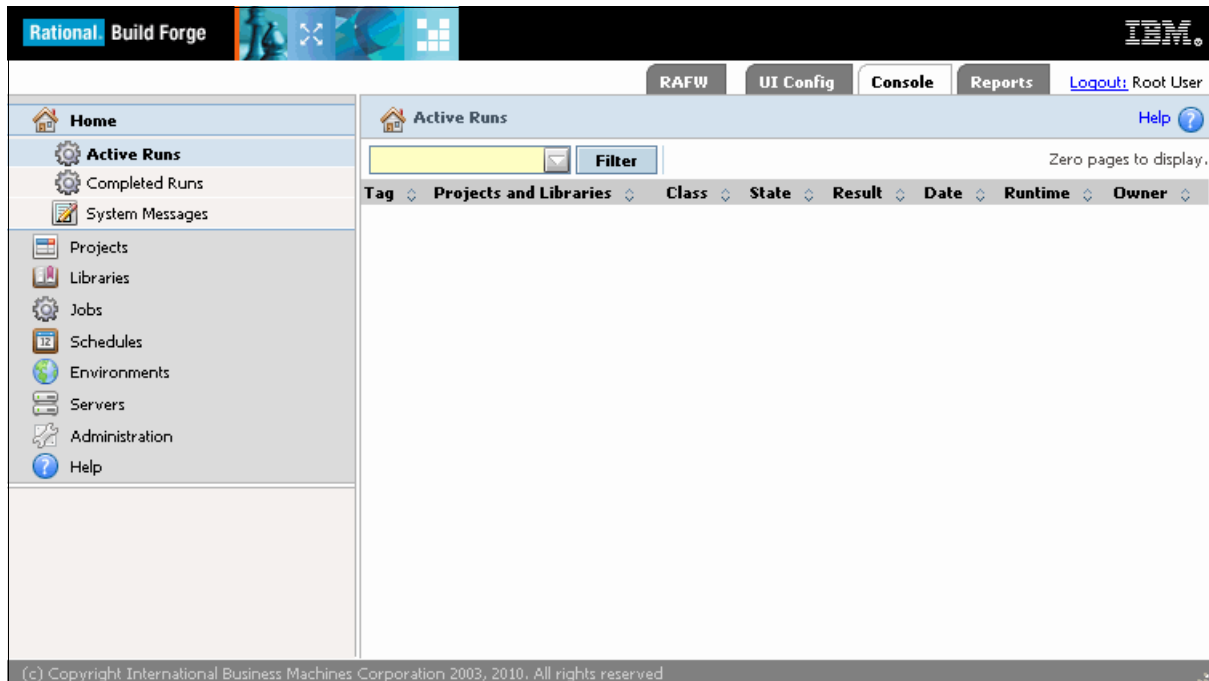 Rational. Build Forge
IBM.
RAFW UI Config Console Reports Logout: Root User
Home
Active Runs
Completed Runs
System Messages
Projects
Libraries
Jobs
12
Schedules
Environments
Servers
Administration
Help
Active Runs Help ?
Filter Zero pages to display.
Tag Projects and Libraries Class State Result Date Runtime Owner
(c) Copyright International Business Machines Corporation 2003, 2010. All rights reserved